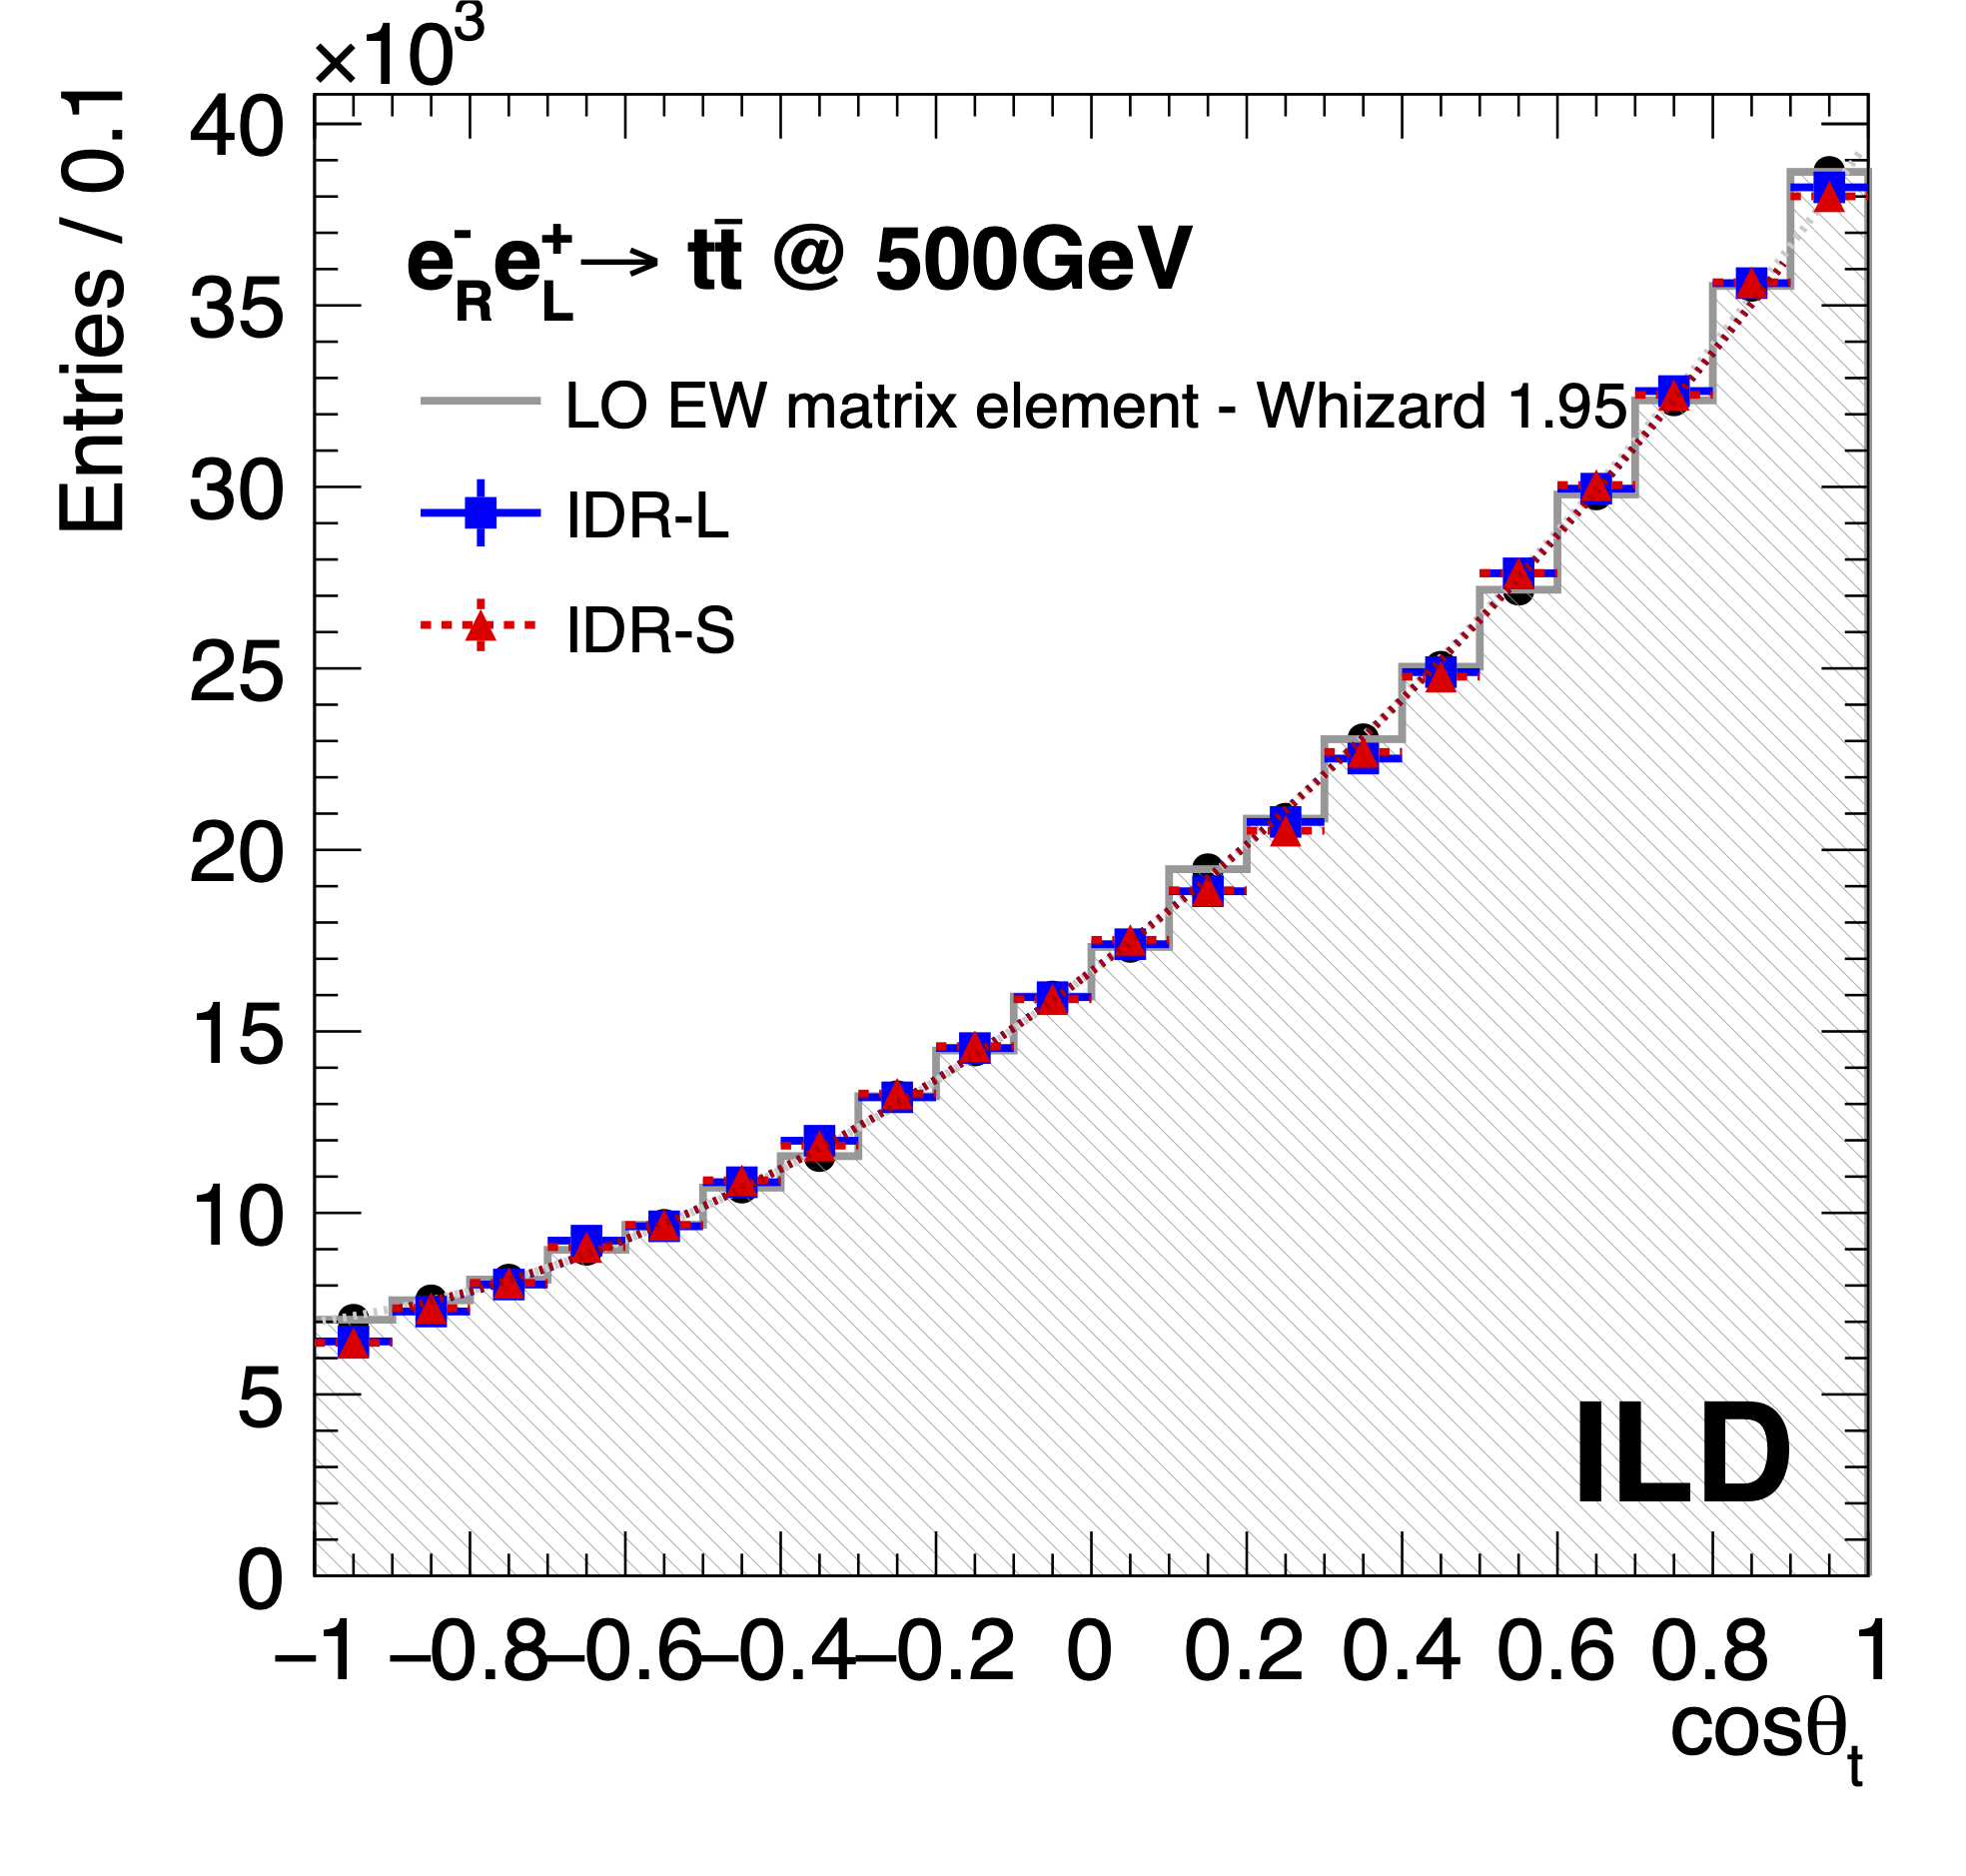 ×10³
Entries / 0.1
40
35
30
25
20
15
10
5
0
e⁻_R e⁺_L → tt̄ @ 500GeV
LO EW matrix element - Whizard 1.95
IDR-L
IDR-S
ILD
−1 −0.8 −0.6 −0.4 −0.2 0 0.2 0.4 0.6 0.8 1
cosθ_t